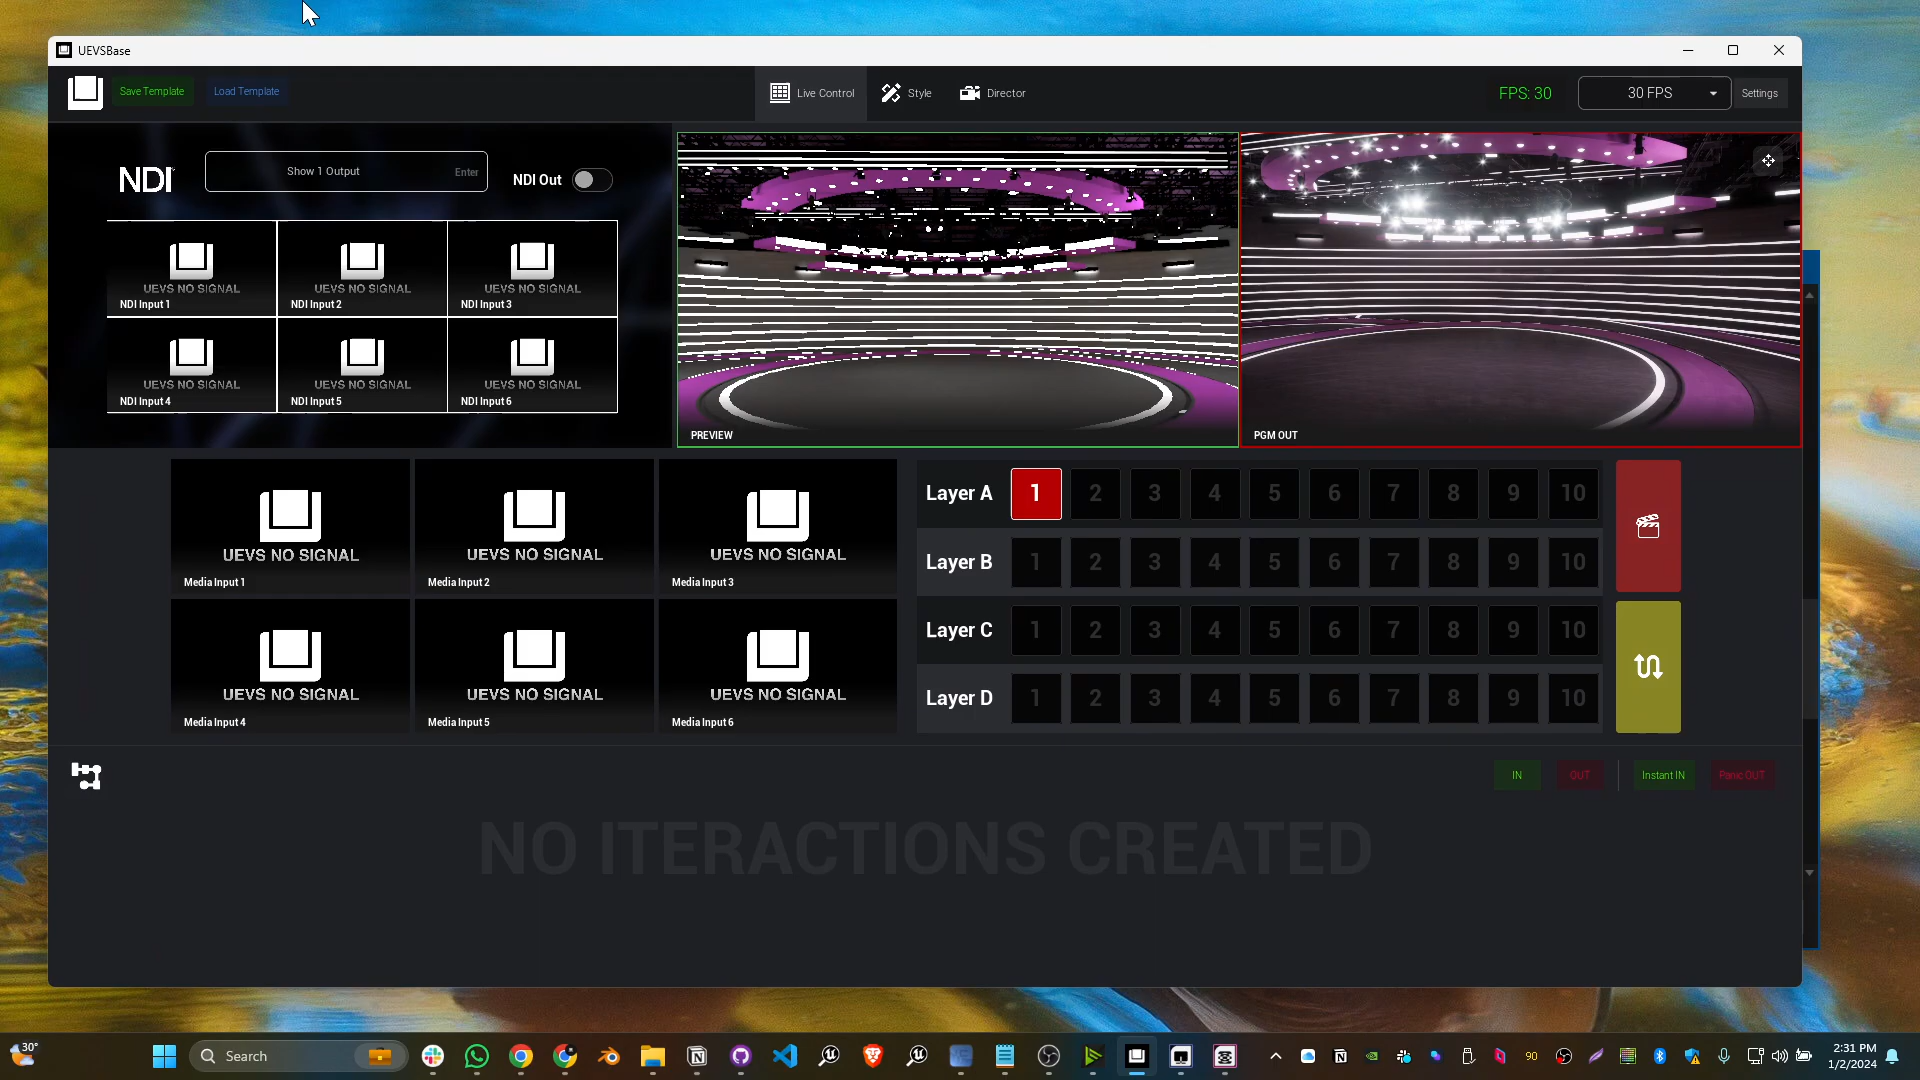 UEVSBase
Save Template
Load Template
Live Control
Style
Director
FPS: 30
30 FPS
Settings
NDI
Show 1 Output
Enter
NDI Out
UEVS NO SIGNAL
NDI Input 1
UEVS NO SIGNAL
NDI Input 2
UEVS NO SIGNAL
NDI Input 3
UEVS NO SIGNAL
NDI Input 4
UEVS NO SIGNAL
NDI Input 5
UEVS NO SIGNAL
NDI Input 6
PREVIEW
PGM OUT
UEVS NO SIGNAL
Media Input 1
UEVS NO SIGNAL
Media Input 2
UEVS NO SIGNAL
Media Input 3
UEVS NO SIGNAL
Media Input 4
UEVS NO SIGNAL
Media Input 5
UEVS NO SIGNAL
Media Input 6
Layer A 1 2 3 4 5 6 7 8 9 10
Layer B 1 2 3 4 5 6 7 8 9 10
Layer C 1 2 3 4 5 6 7 8 9 10
Layer D 1 2 3 4 5 6 7 8 9 10
IN
OUT
Instant IN
Panic OUT
NO ITERACTIONS CREATED
30°
Search
90
2:31 PM
1/2/2024